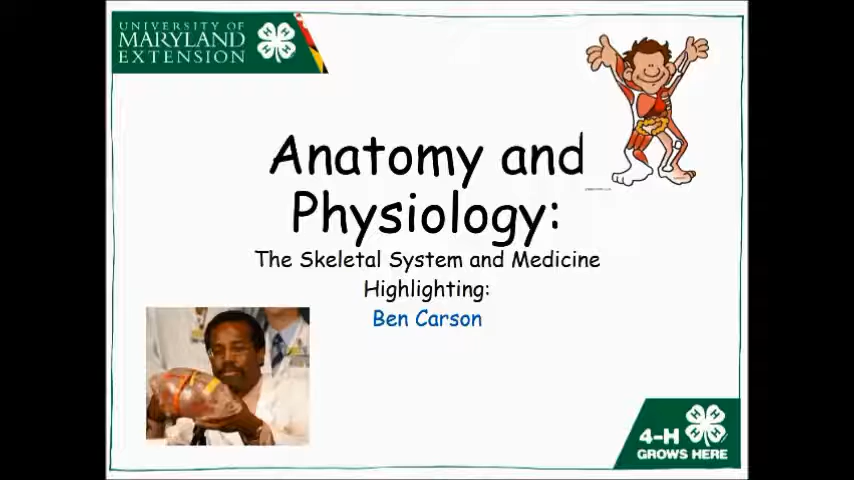 UNIVERSITY OF
MARYLAND
EXTENSION
H H
H H
Anatomy and
Physiology:
The Skeletal System and Medicine
Highlighting:
Ben Carson
H H
H H
4-H
GROWS HERE